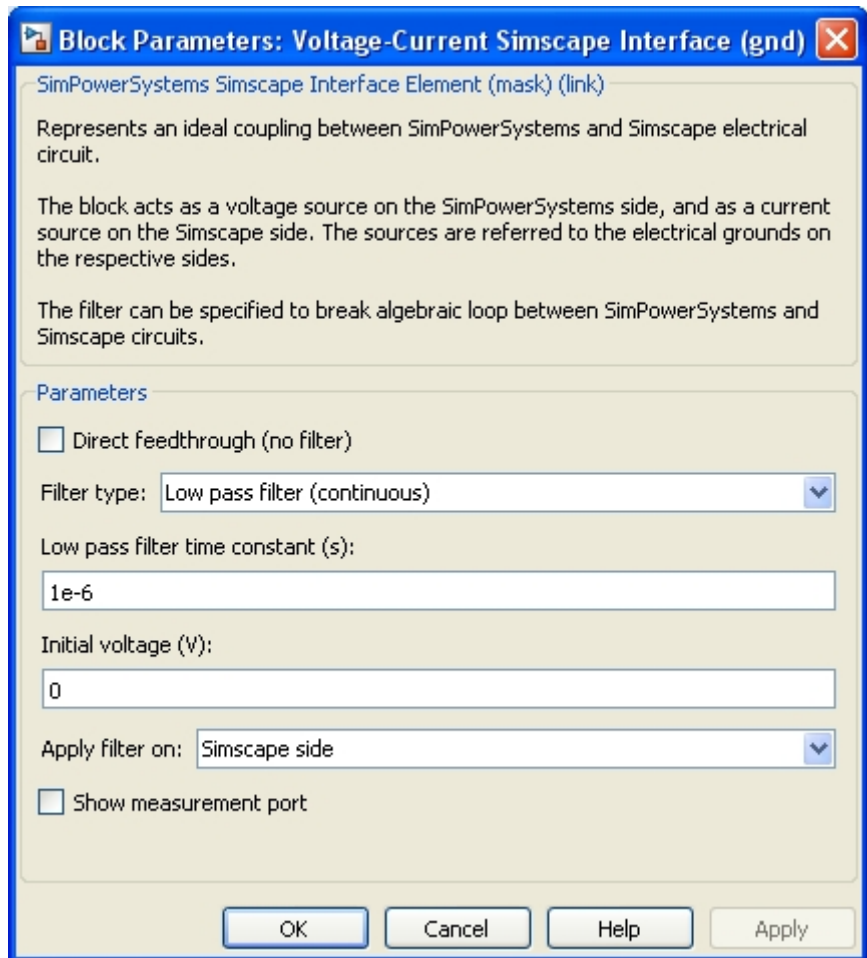 Block Parameters: Voltage-Current Simscape Interface (gnd)
SimPowerSystems Simscape Interface Element (mask) (link)
Represents an ideal coupling between SimPowerSystems and Simscape electrical
circuit.
The block acts as a voltage source on the SimPowerSystems side, and as a current
source on the Simscape side. The sources are referred to the electrical grounds on
the respective sides.
The filter can be specified to break algebraic loop between SimPowerSystems and
Simscape circuits.
Parameters
Direct feedthrough (no filter)
Filter type: Low pass filter (continuous)
Low pass filter time constant (s):
1e-6
Initial voltage (V):
0
Apply filter on: Simscape side
Show measurement port
OK Cancel Help Apply